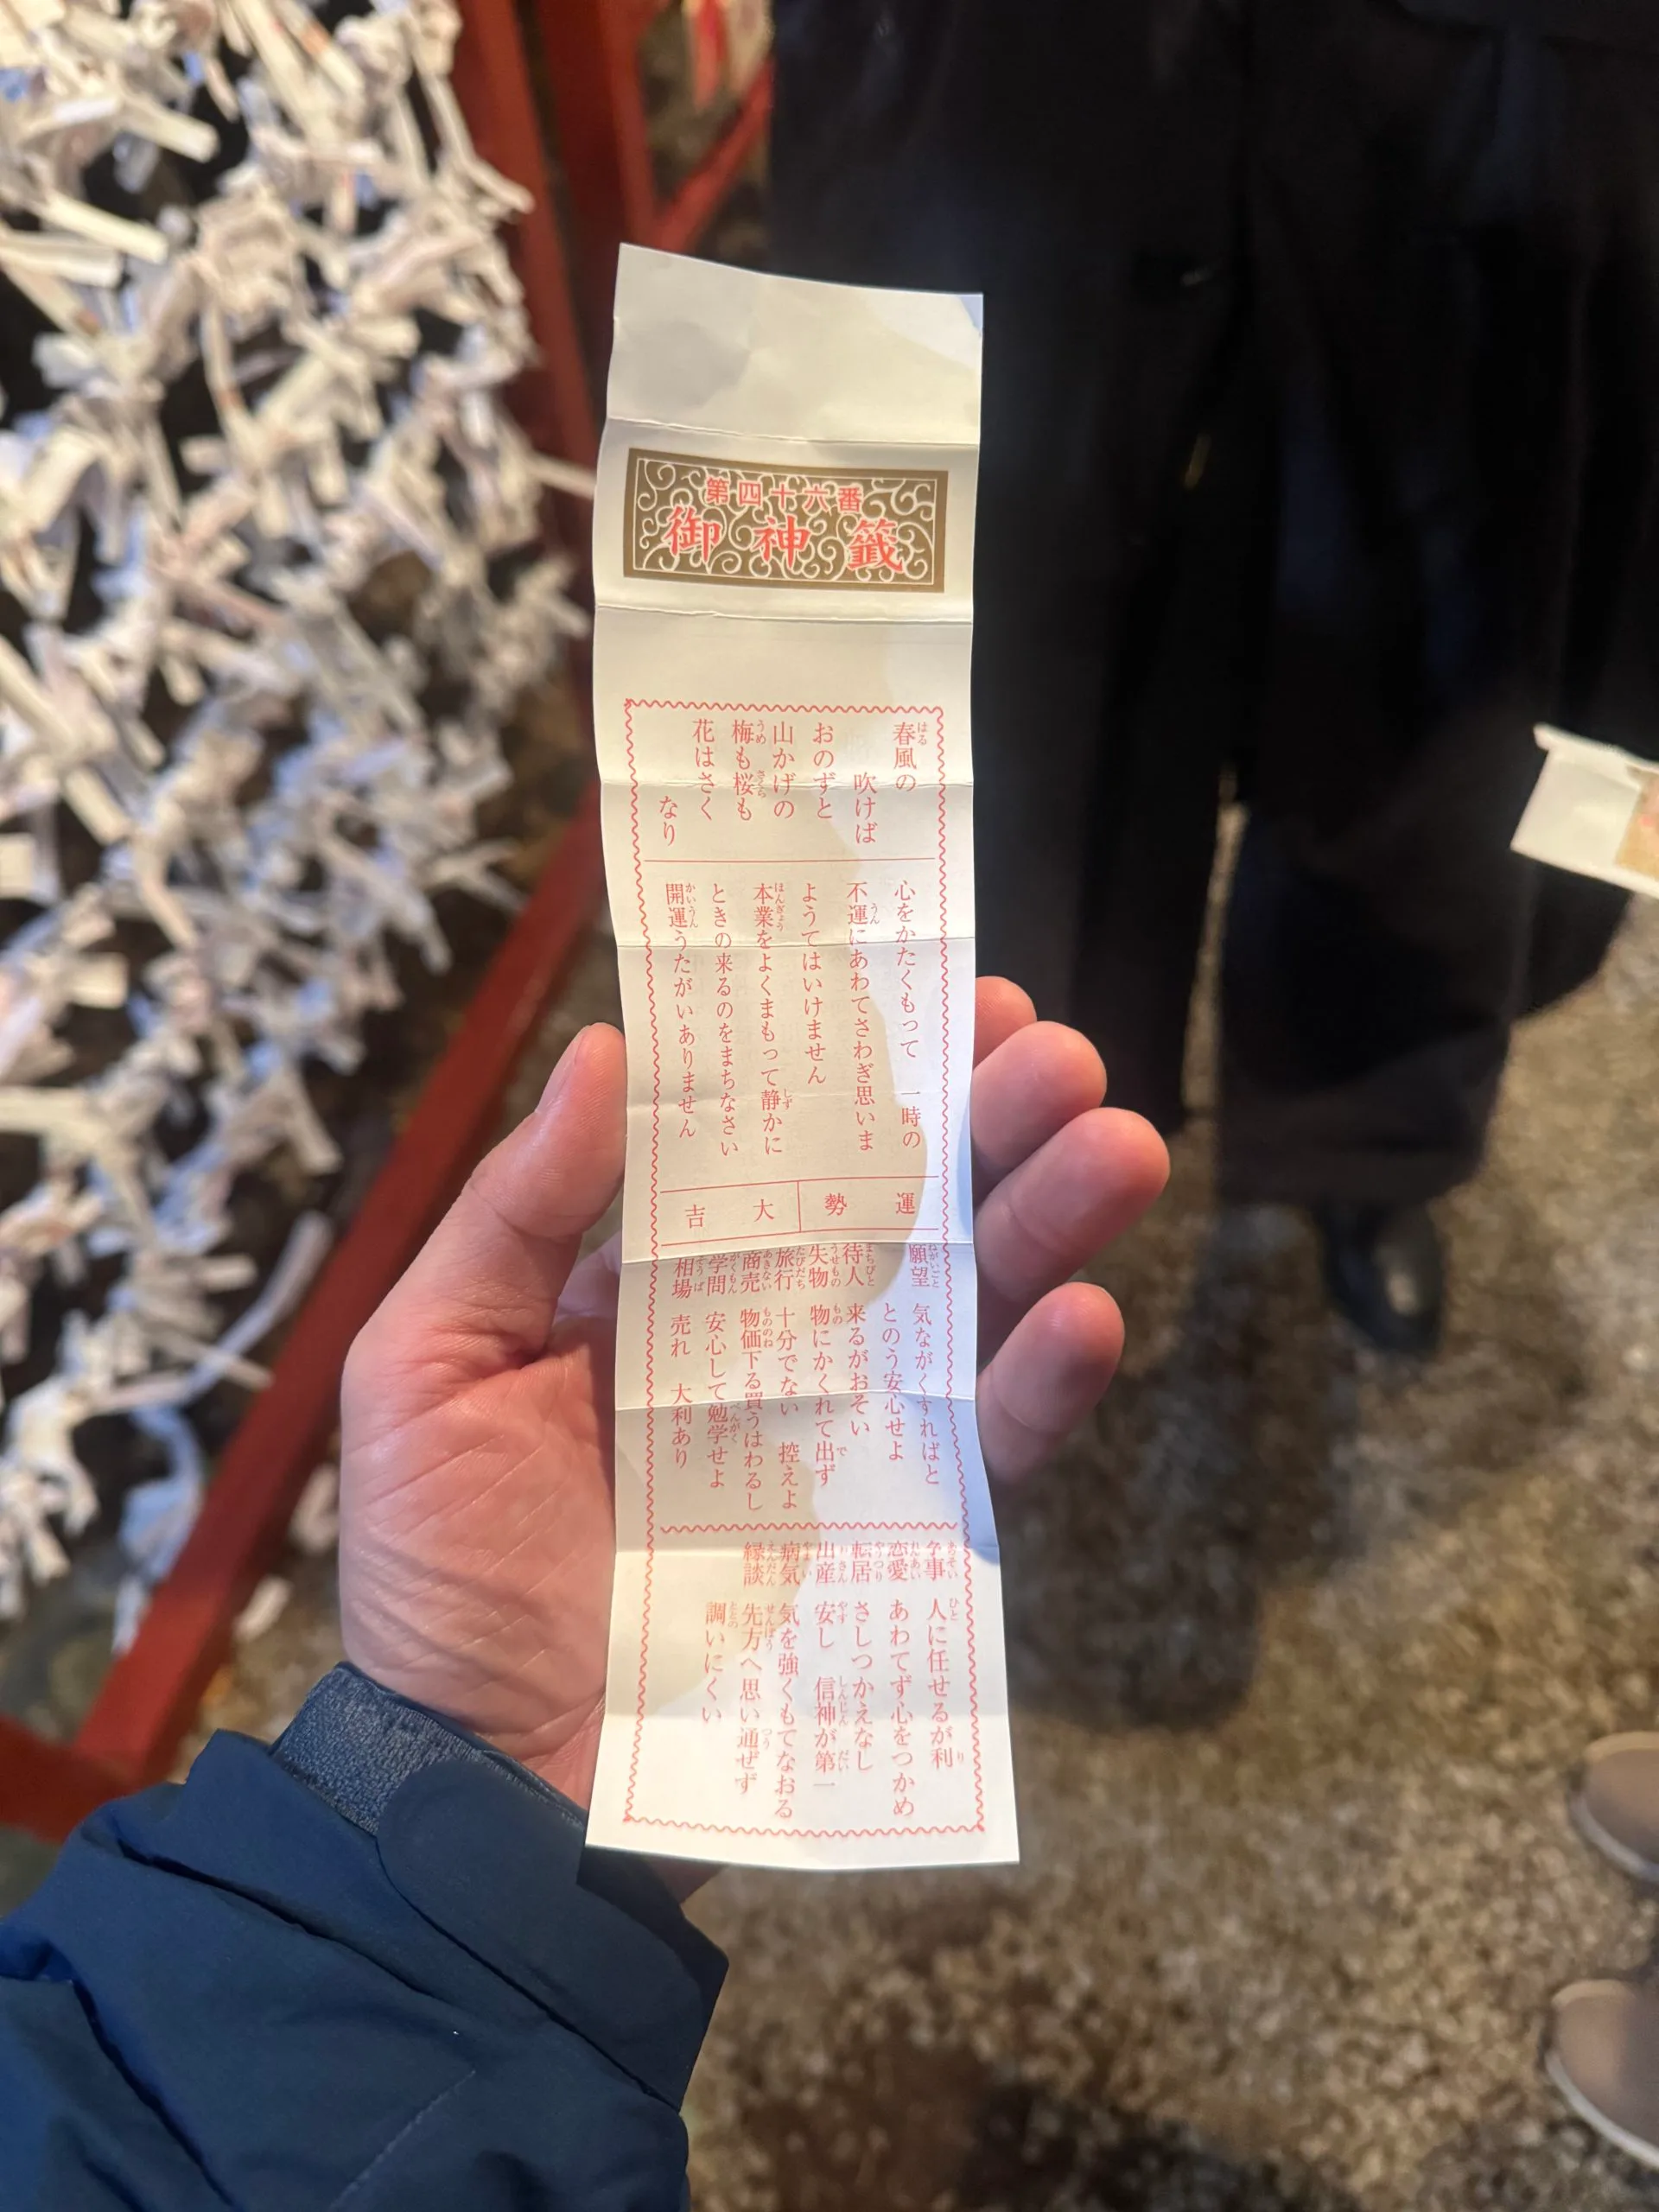 第四十六番
御神籤
春風の
吹けば
おのずと
山かげの
梅も桜も
花はさく
なり
心をかたくもって 一時の
不運にあわてさわぎ思いま
ようてはいけません
本業をよくまもって静かに
ときの来るのをまちなさい
開運うたがいありません
運勢 大吉
願望 気ながくすればと
とのう安心せよ
待人 来るがおそい
失物 物にかくれて出ず
旅行 十分でない 控えよ
商売 物価下る買うはわるし
学問 安心して勉学せよ
相場 売れ 大利あり
争事 人に任せるが利
恋愛 あわてず心をつかめ
転居 さしつかえなし
出産 安し 信神が第一
病気 気を強くもてなおる
縁談 先方へ思い通ぜず
調いにくい